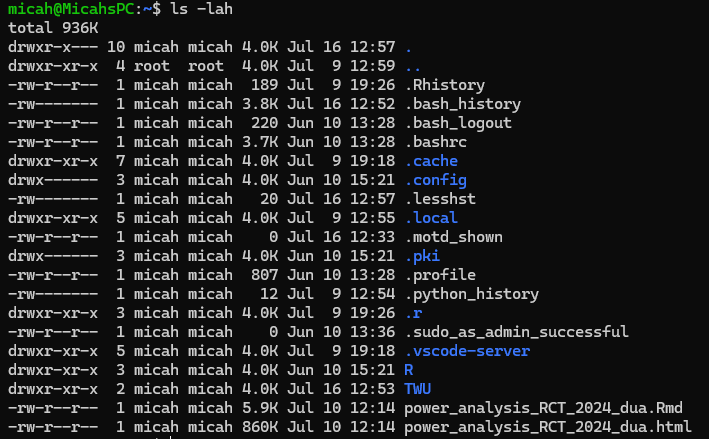 micah@MicahsPC:~$ ls -lah
total 936K
drwxr-x--- 10 micah micah 4.0K Jul 16 12:57 .
drwxr-xr-x  4 root  root  4.0K Jul  9 12:59 ..
-rw-r--r--  1 micah micah  189 Jul  9 19:26 .Rhistory
-rw-------  1 micah micah 3.8K Jul 16 12:52 .bash_history
-rw-r--r--  1 micah micah  220 Jun 10 13:28 .bash_logout
-rw-r--r--  1 micah micah 3.7K Jun 10 13:28 .bashrc
drwxr-xr-x  7 micah micah 4.0K Jul  9 19:18 .cache
drwx------  3 micah micah 4.0K Jun 10 15:21 .config
-rw-------  1 micah micah   20 Jul 16 12:57 .lesshst
drwxr-xr-x  5 micah micah 4.0K Jul  9 12:55 .local
-rw-r--r--  1 micah micah    0 Jul 16 12:33 .motd_shown
drwx------  3 micah micah 4.0K Jun 10 15:21 .pki
-rw-r--r--  1 micah micah  807 Jun 10 13:28 .profile
-rw-------  1 micah micah   12 Jul  9 12:54 .python_history
drwxr-xr-x  3 micah micah 4.0K Jul  9 19:26 .r
-rw-r--r--  1 micah micah    0 Jun 10 13:36 .sudo_as_admin_successful
drwxr-xr-x  5 micah micah 4.0K Jul  9 19:18 .vscode-server
drwxr-xr-x  3 micah micah 4.0K Jun 10 15:21 R
drwxr-xr-x  2 micah micah 4.0K Jul 16 12:53 TWU
-rw-r--r--  1 micah micah 5.9K Jul 10 12:14 power_analysis_RCT_2024_dua.Rmd
-rw-r--r--  1 micah micah 860K Jul 10 12:14 power_analysis_RCT_2024_dua.html